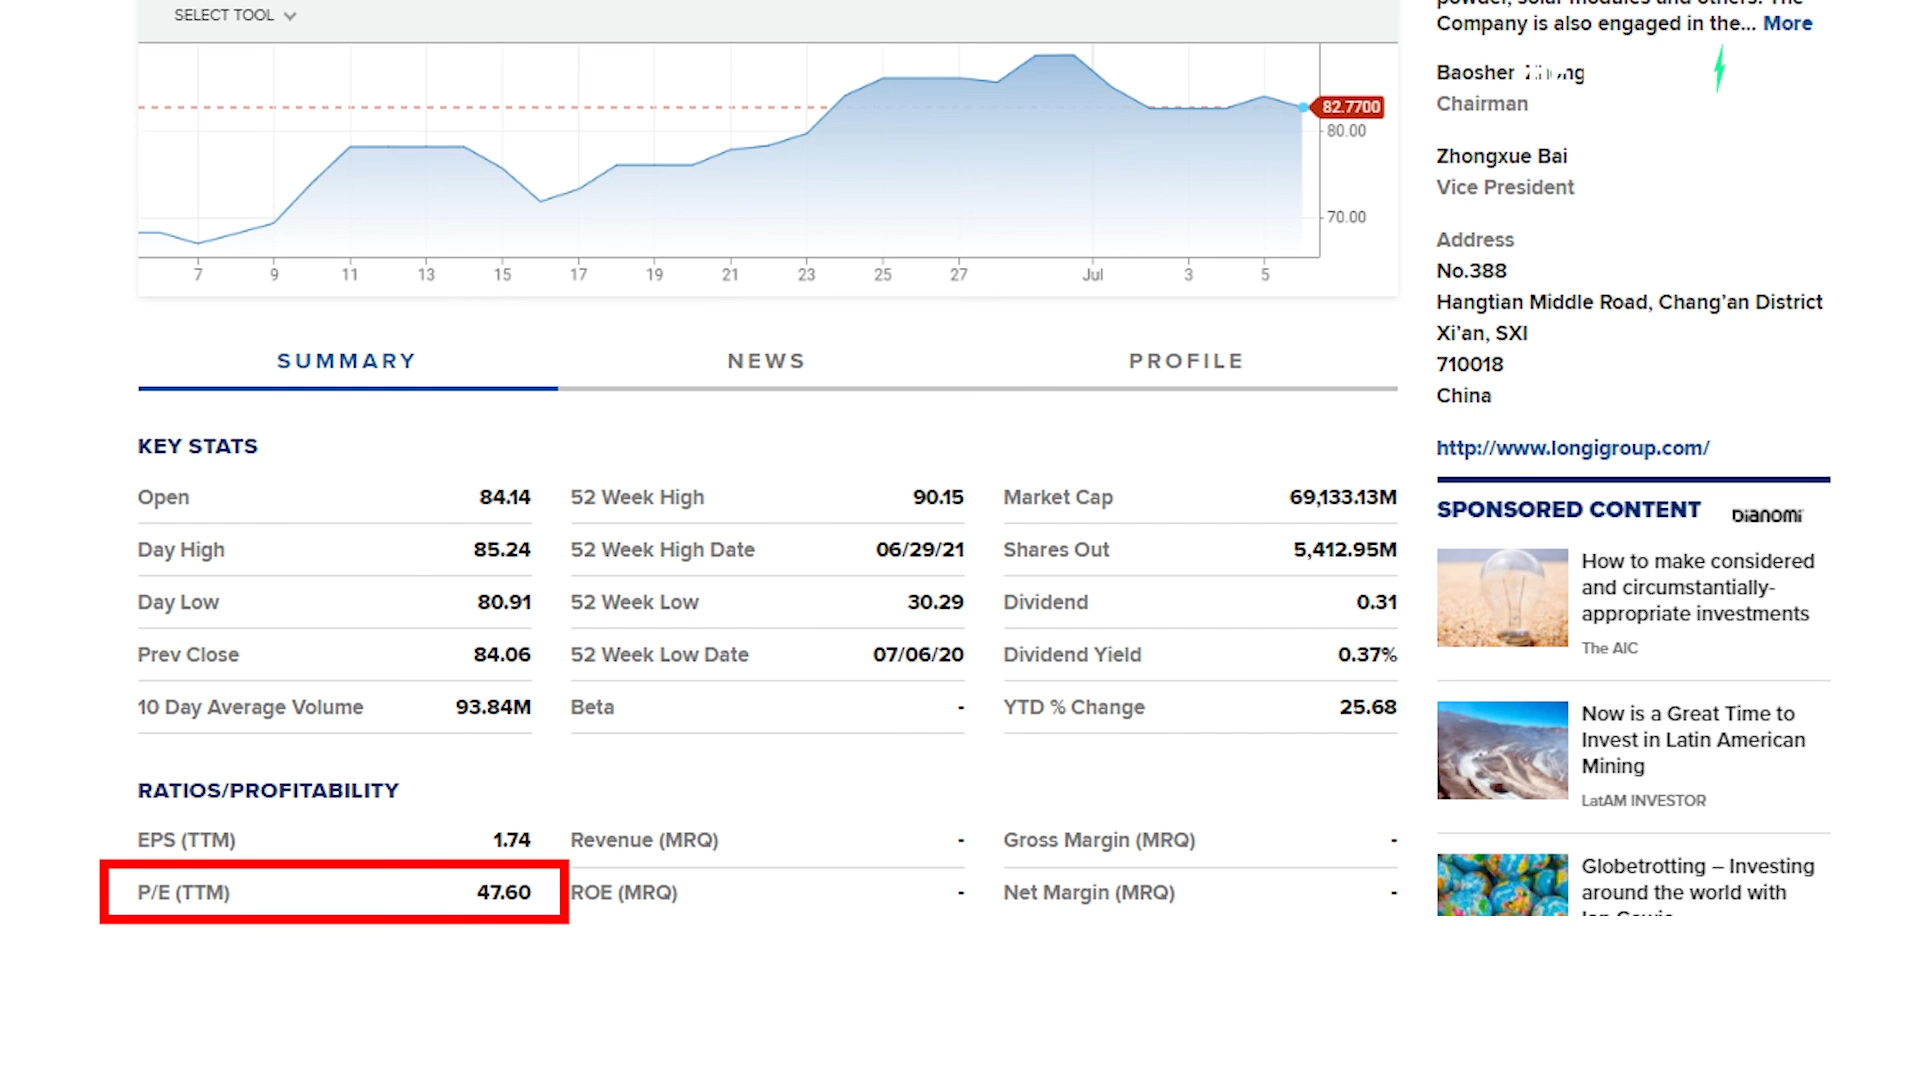 SELECT TOOL
82.7700
80.00
70.00
7 9 11 13 15 17 19 21 23 25 27 Jul 3 5
SUMMARY NEWS PROFILE
KEY STATS
Open 84.14 52 Week High 90.15 Market Cap 69,133.13M
Day High 85.24 52 Week High Date 06/29/21 Shares Out 5,412.95M
Day Low 80.91 52 Week Low 30.29 Dividend 0.31
Prev Close 84.06 52 Week Low Date 07/06/20 Dividend Yield 0.37%
10 Day Average Volume 93.84M Beta - YTD % Change 25.68
RATIOS/PROFITABILITY
EPS (TTM) 1.74 Revenue (MRQ) - Gross Margin (MRQ) -
P/E (TTM) 47.60 ROE (MRQ) - Net Margin (MRQ) -
powder, solar modules and others. The
Company is also engaged in the... More
Baosher
Chairman
Zhongxue Bai
Vice President
Address
No.388
Hangtian Middle Road, Chang'an District
Xi'an, SXI
710018
China
http://www.longigroup.com/
SPONSORED CONTENT DIANOMI
How to make considered
and circumstantially-
appropriate investments
The AIC
Now is a Great Time to
Invest in Latin American
Mining
LatAM INVESTOR
Globetrotting – Investing
around the world with